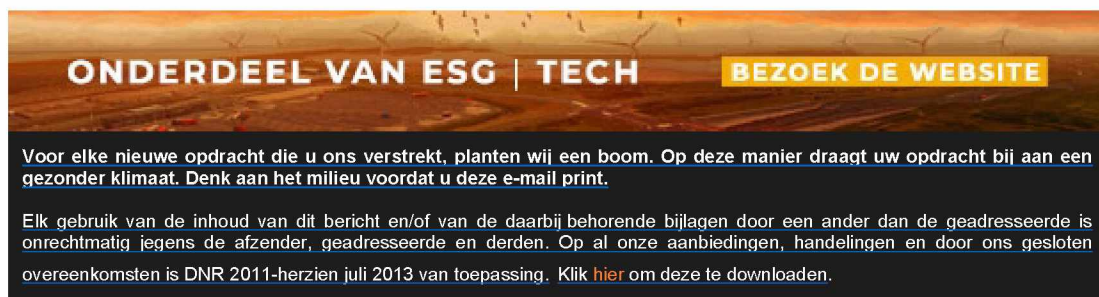 ONDERDEEL VAN ESG | TECH BEZOEK DE WEBSITE
Voor elke nieuwe opdracht die u ons verstrekt, planten wij een boom. Op deze manier draagt uw opdracht bij aan een
gezonder klimaat. Denk aan het milieu voordat u deze e-mail print.
Elk gebruik van de inhoud van dit bericht en/of van de daarbij behorende bijlagen door een ander dan de geadresseerde is
onrechtmatig jegens de afzender, geadresseerde en derden. Op al onze aanbiedingen, handelingen en door ons gesloten
overeenkomsten is DNR 2011-herzien juli 2013 van toepassing. Klik hier om deze te downloaden.